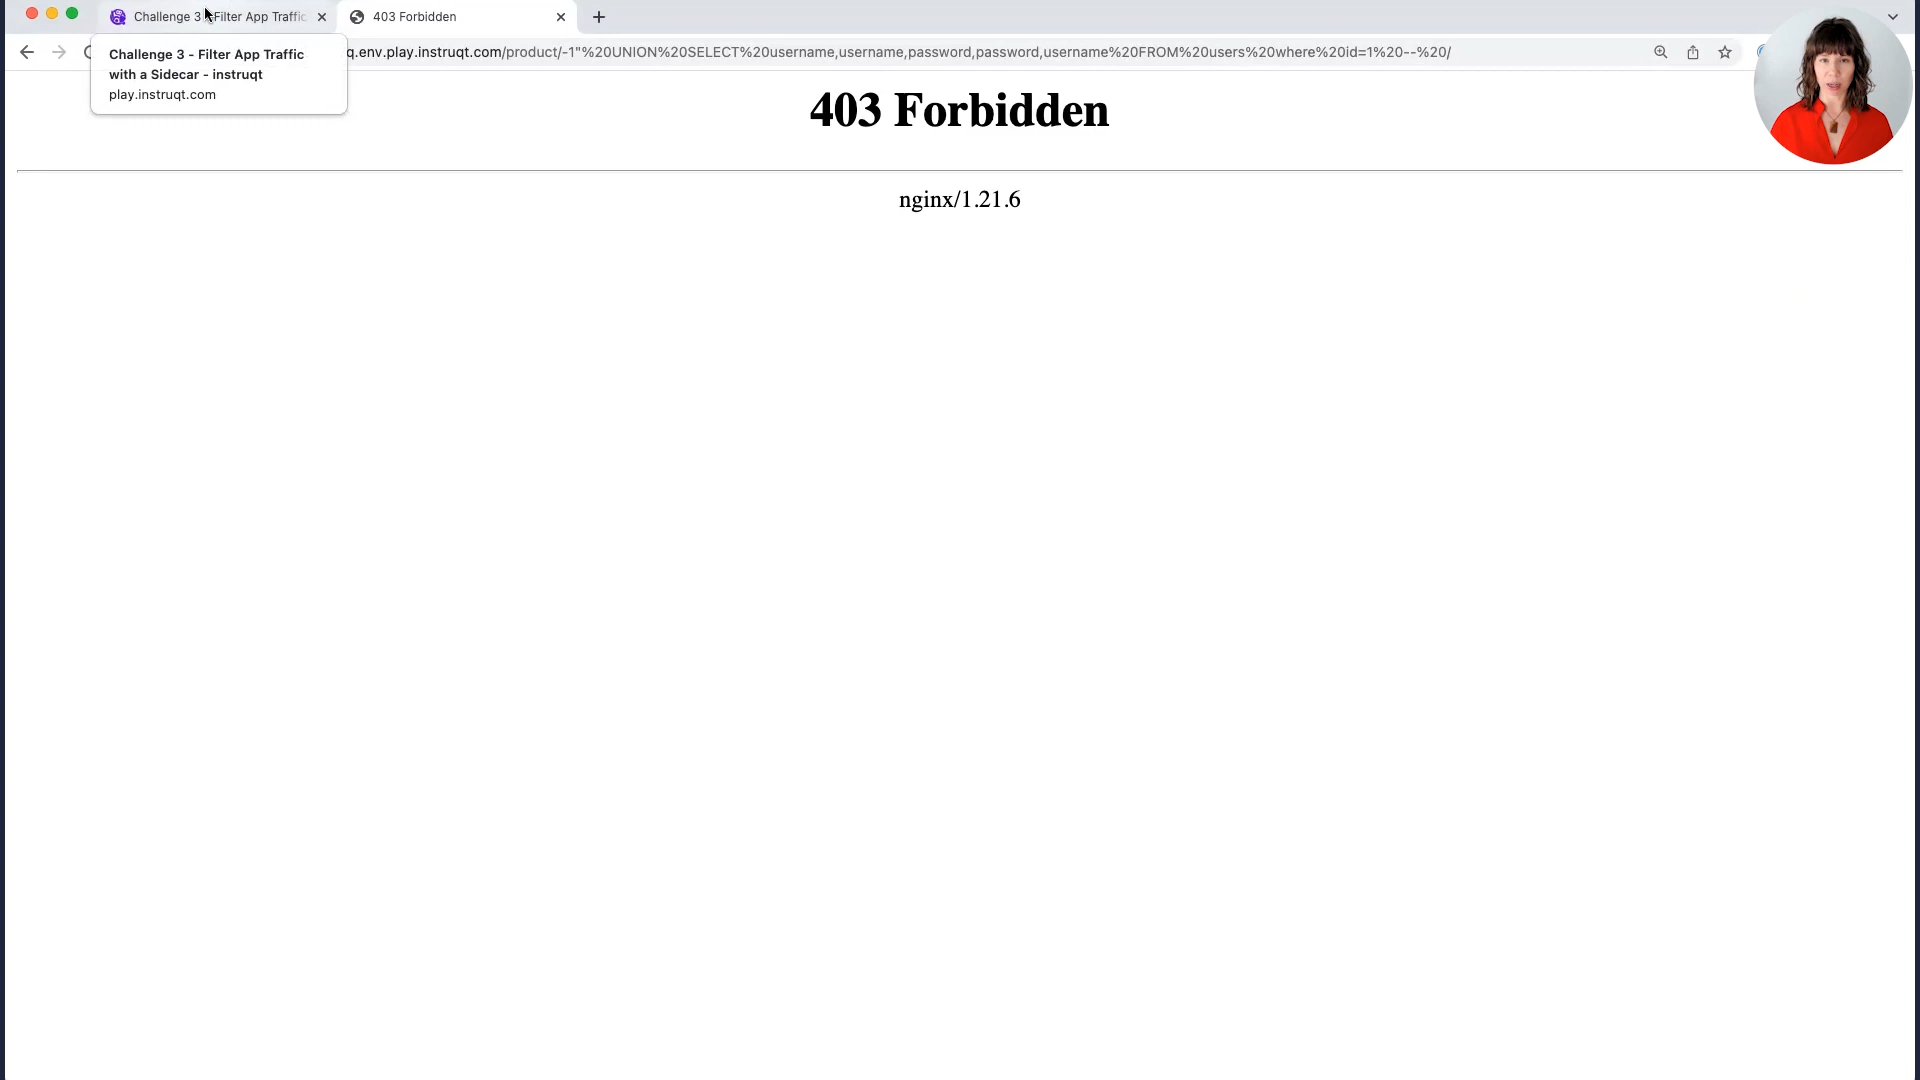 Challenge 3 - Filter App Traffic
403 Forbidden
q.env.play.instruqt.com/product/-1"%20UNION%20SELECT%20username,username,password,password,username%20FROM%20users%20where%20id=1%20--%20/
Challenge 3 - Filter App Traffic
with a Sidecar - instruqt
play.instruqt.com
403 Forbidden
nginx/1.21.6